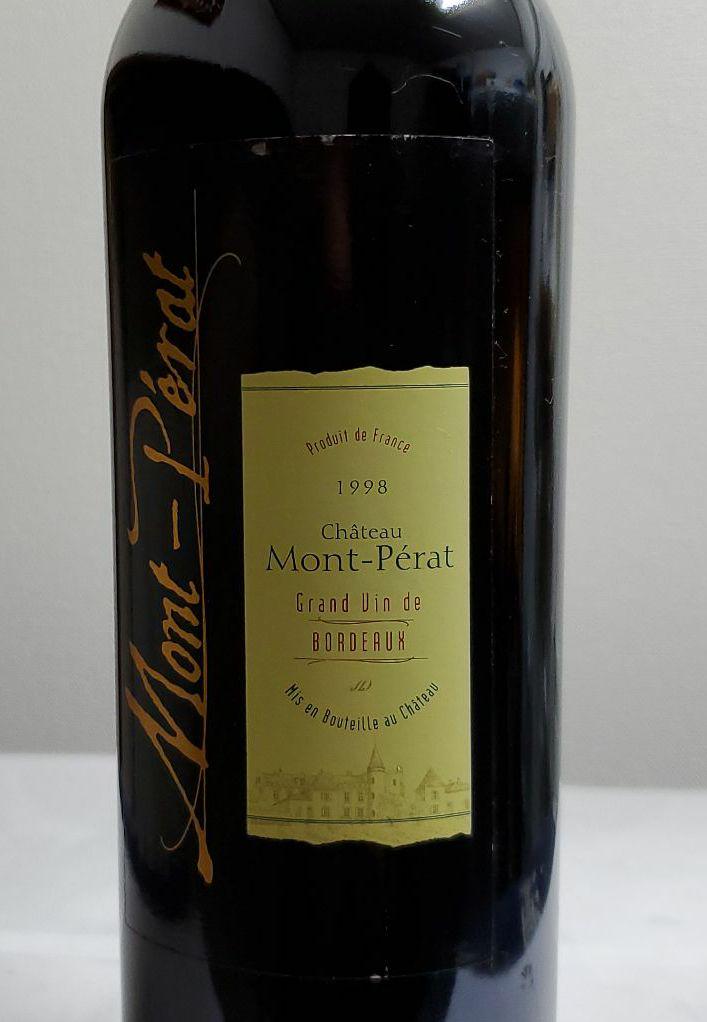 Mont-Pérat
Produit de France
1998
Château
Mont-Pérat
Grand Vin de
BORDEAUX
Mis en Bouteille au Château